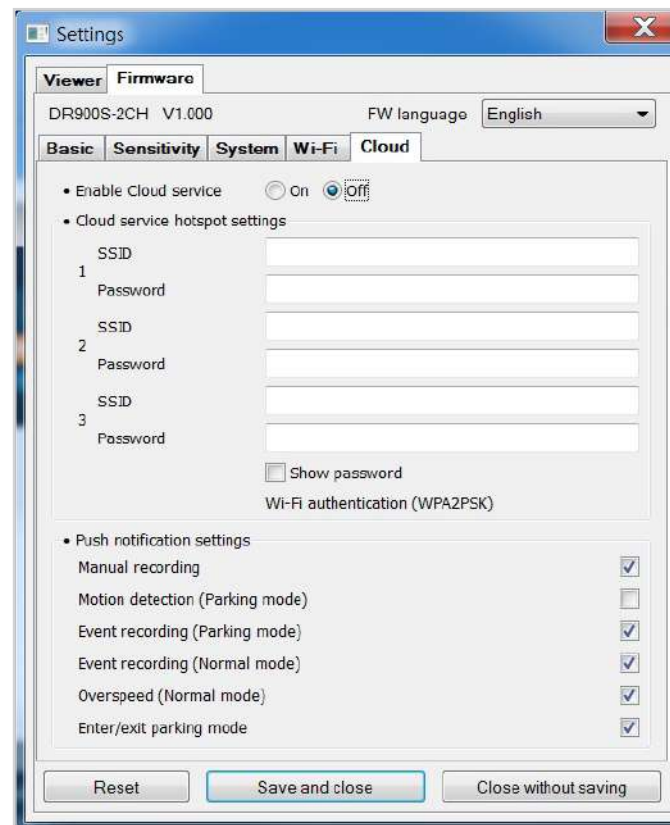 Settings
Viewer Firmware
DR900S-2CH V1.000 FW language English
Basic Sensitivity System Wi-Fi Cloud
• Enable Cloud service On Off
• Cloud service hotspot settings
SSID
1
Password
SSID
2
Password
SSID
3
Password
Show password
Wi-Fi authentication (WPA2PSK)
• Push notification settings
Manual recording
Motion detection (Parking mode)
Event recording (Parking mode)
Event recording (Normal mode)
Overspeed (Normal mode)
Enter/exit parking mode
Reset Save and close Close without saving